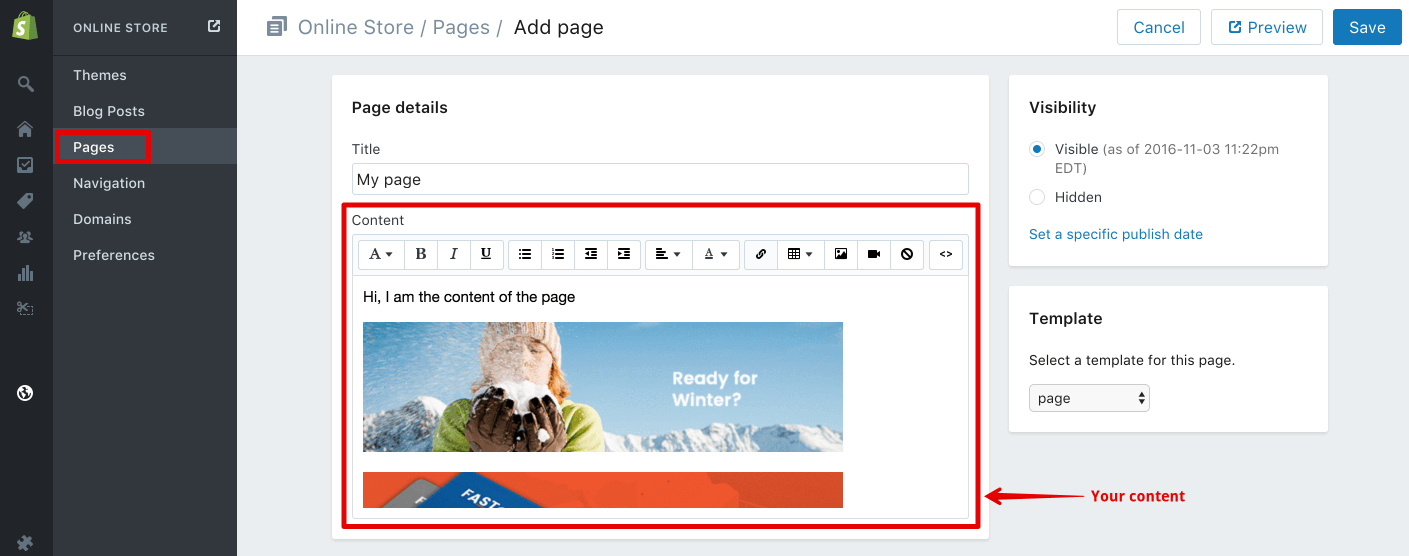 ONLINE STORE
Themes
Blog Posts
Pages
Navigation
Domains
Preferences
Online Store / Pages / Add page
Cancel
Preview
Save
Page details
Title
My page
Content
A
B
I
U
A
<>
Hi, I am the content of the page
Ready for
Winter?
FAST
Visibility
Visible (as of 2016-11-03 11:22pm
EDT)
Hidden
Set a specific publish date
Template
Select a template for this page.
page
Your content